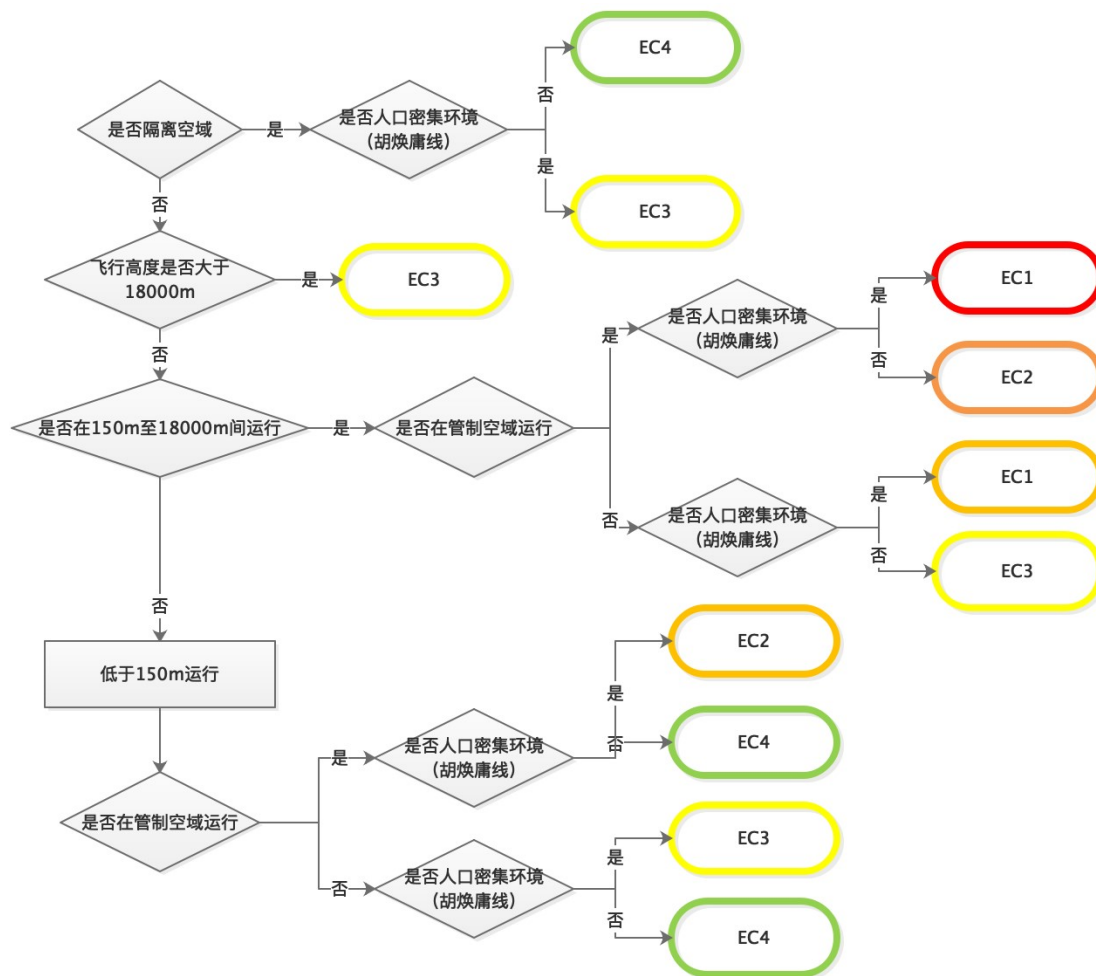 EC4
否
是否隔离空域
是
是否人口密集环境
（胡焕庸线）
是
EC3
否
飞行高度是否大于
18000m
是
EC3
否
是否在150m至18000m间运行
是
是否在管制空域运行
是
是否人口密集环境
（胡焕庸线）
是
EC1
否
EC2
否
是否人口密集环境
（胡焕庸线）
是
EC1
否
EC3
否
低于150m运行
是否在管制空域运行
是
是否人口密集环境
（胡焕庸线）
是
EC2
否
EC4
否
是否人口密集环境
（胡焕庸线）
是
EC3
否
EC4